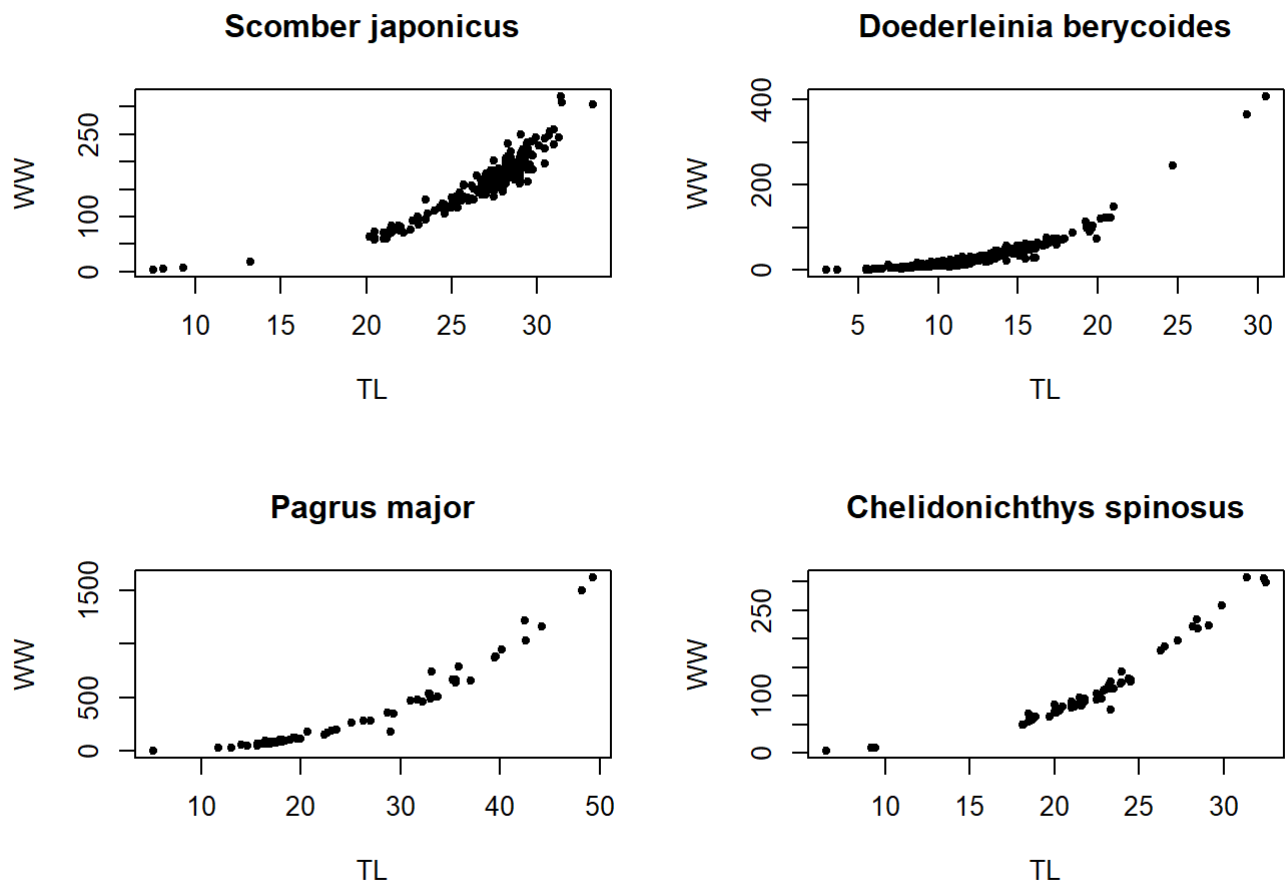 Scomber japonicus
WW
0 100 250
10 15 20 25 30
TL
Doederleinia berycoides
WW
0 200 400
5 10 15 20 25 30
TL
Pagrus major
WW
0 500 1500
10 20 30 40 50
TL
Chelidonichthys spinosus
WW
0 100 250
10 15 20 25 30
TL